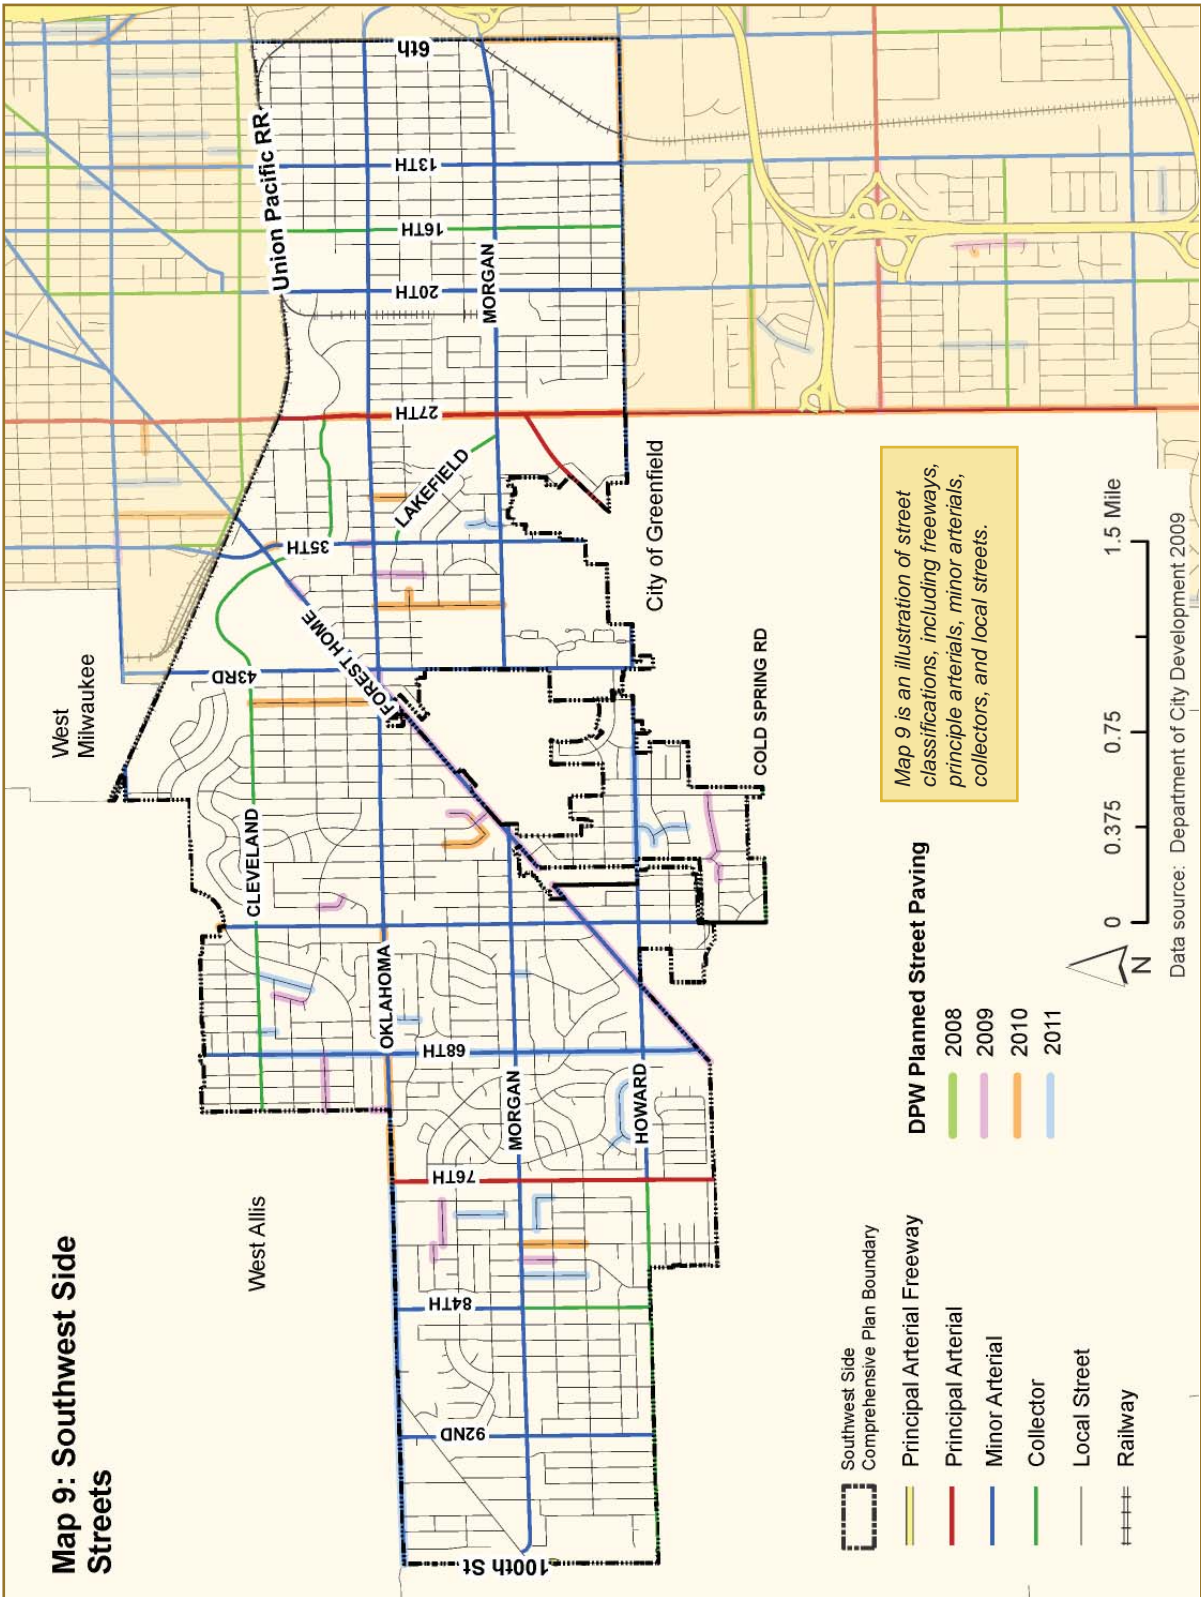 Map 9: Southwest Side
Streets
West Allis
West
Milwaukee
Union Pacific RR
6th
13TH
16TH
20TH
27TH
35TH
43RD
CLEVELAND
FOREST HOME
LAKEFIELD
MORGAN
OKLAHOMA
68TH
MORGAN
HOWARD
76TH
84TH
92ND
100th St
City of Greenfield
COLD SPRING RD
Map 9 is an illustration of street
classifications, including freeways,
principle arterials, minor arterials,
collectors, and local streets.
Southwest Side
Comprehensive Plan Boundary
Principal Arterial Freeway
Principal Arterial
Minor Arterial
Collector
Local Street
Railway
DPW Planned Street Paving
2008
2009
2010
2011
N
0 0.375 0.75 1.5 Mile
Data source: Department of City Development 2009